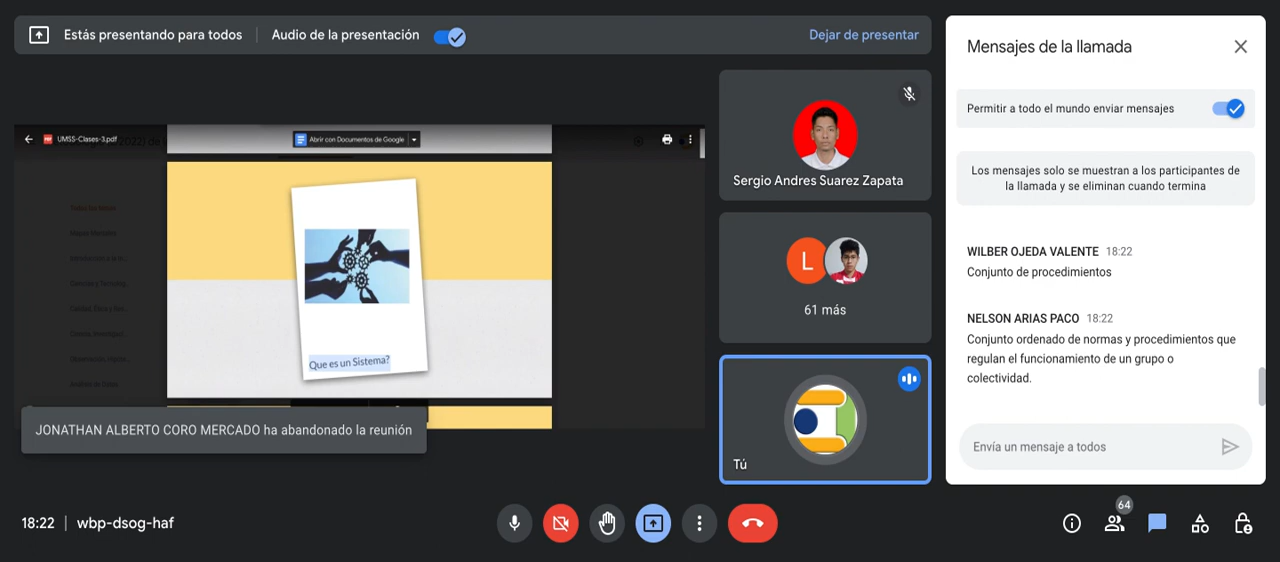 Estás presentando para todos
Audio de la presentación
Dejar de presentar
UMSS-Clases-3.pdf
Abrir con Documentos de Google
Que es un Sistema?
JONATHAN ALBERTO CORO MERCADO ha abandonado la reunión
Sergio Andres Suarez Zapata
L
61 más
Tú
Mensajes de la llamada
Permitir a todo el mundo enviar mensajes
Los mensajes solo se muestran a los participantes de
la llamada y se eliminan cuando termina
WILBER OJEDA VALENTE 18:22
Conjunto de procedimientos
NELSON ARIAS PACO 18:22
Conjunto ordenado de normas y procedimientos que
regulan el funcionamiento de un grupo o
colectividad.
Envía un mensaje a todos
18:22 | wbp-dsog-haf
64